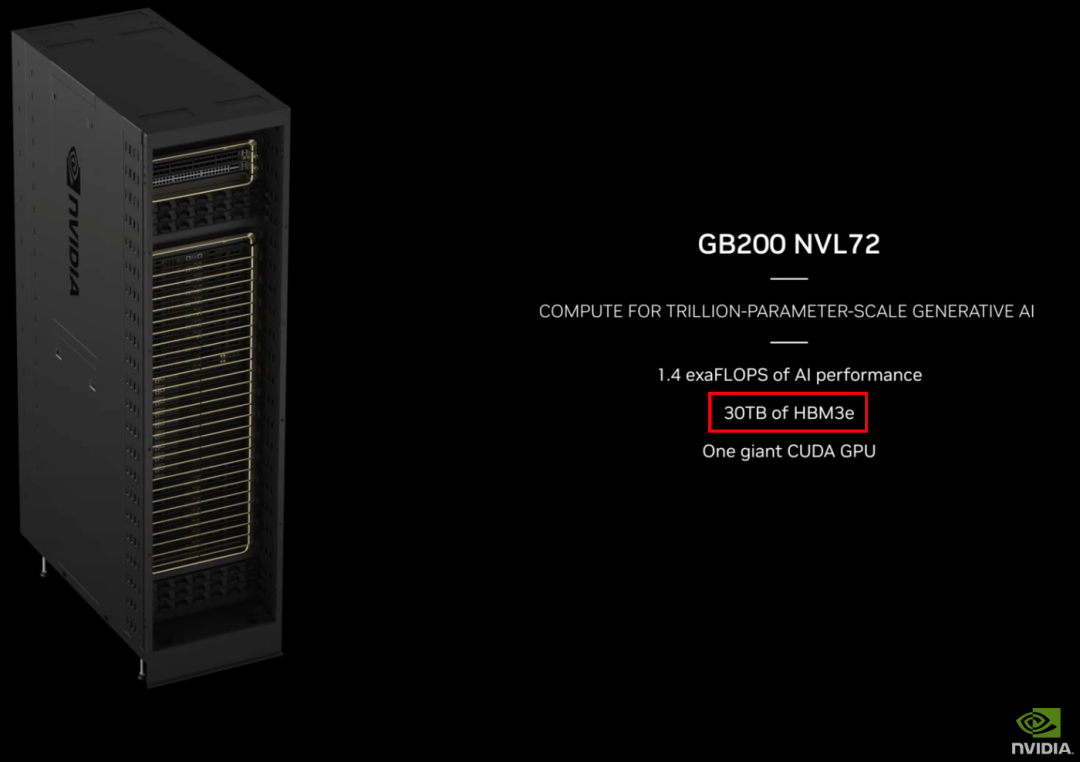 NVIDIA
GB200 NVL72
COMPUTE FOR TRILLION-PARAMETER-SCALE GENERATIVE AI
1.4 exaFLOPS of AI performance
30TB of HBM3e
One giant CUDA GPU
NVIDIA.